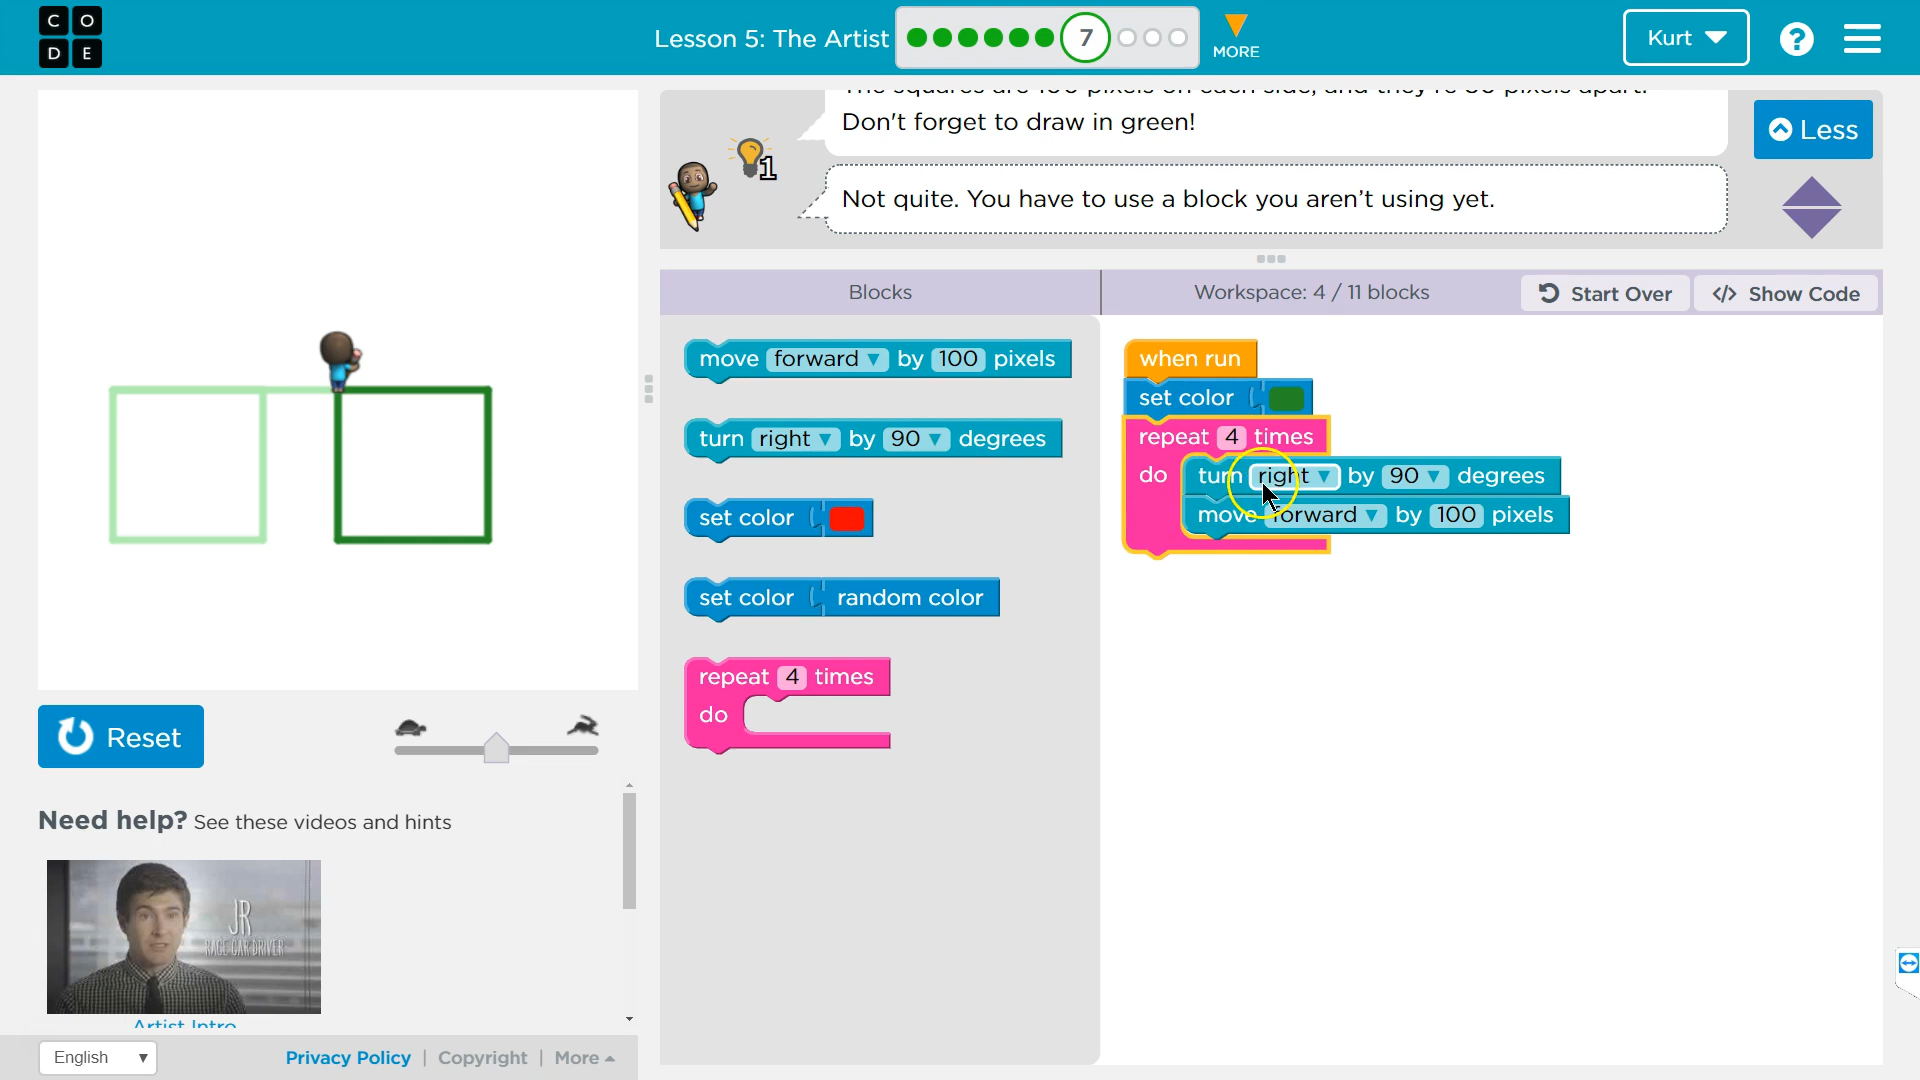 C O
D E
Lesson 5: The Artist
7
MORE
Kurt
?
Don't forget to draw in green!
1
Not quite. You have to use a block you aren't using yet.
Less
Blocks
Workspace: 4 / 11 blocks
Start Over
</> Show Code
move forward by 100 pixels
turn right by 90 degrees
set color
set color random color
repeat 4 times
do
when run
set color
repeat 4 times
do turn right by 90 degrees
move forward by 100 pixels
Reset
Need help? See these videos and hints
JR
RACE CAR DRIVER
Artist Intro
English
Privacy Policy | Copyright | More